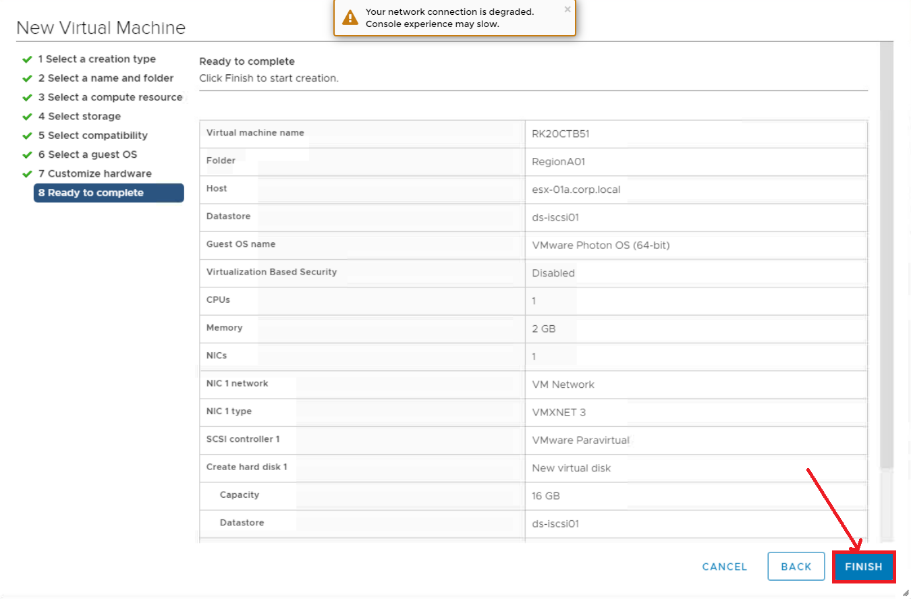 Your network connection is degraded.
Console experience may slow.
New Virtual Machine
1 Select a creation type
2 Select a name and folder
3 Select a compute resource
4 Select storage
5 Select compatibility
6 Select a guest OS
7 Customize hardware
8 Ready to complete
Ready to complete
Click Finish to start creation.
Virtual machine name RK20CTB51
Folder RegionA01
Host esx-01a.corp.local
Datastore ds-iscsi01
Guest OS name VMware Photon OS (64-bit)
Virtualization Based Security Disabled
CPUs 1
Memory 2 GB
NICs 1
NIC 1 network VM Network
NIC 1 type VMXNET 3
SCSI controller 1 VMware Paravirtual
Create hard disk 1 New virtual disk
Capacity 16 GB
Datastore ds-iscsi01
CANCEL BACK FINISH